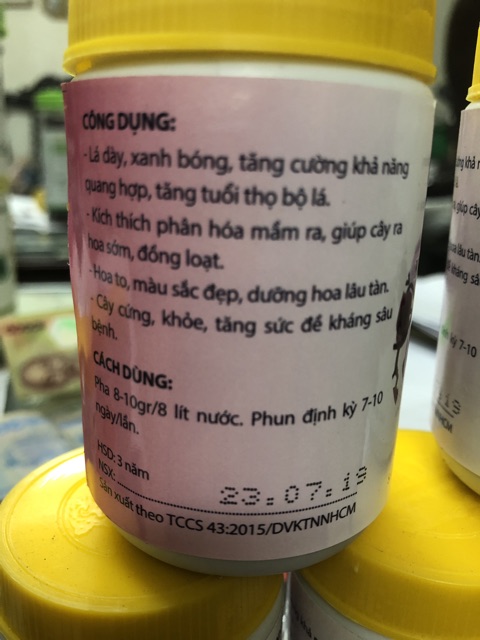 CÔNG DỤNG:
- Lá dày, xanh bóng, tăng cường khả năng
quang hợp, tăng tuổi thọ bộ lá.
- Kích thích phân hóa mầm ra, giúp cây ra
hoa sớm, đồng loạt.
- Hoa to, màu sắc đẹp, dưỡng hoa lâu tàn.
- Cây cứng, khỏe, tăng sức đề kháng sâu
bệnh.
CÁCH DÙNG:
Pha 8-10gr/8 lít nước. Phun định kỳ 7-10
ngày/lần.
HSD: 3 năm
NSX: 23.07.19
Sản xuất theo TCCS 43:2015/DVKTNNHCM